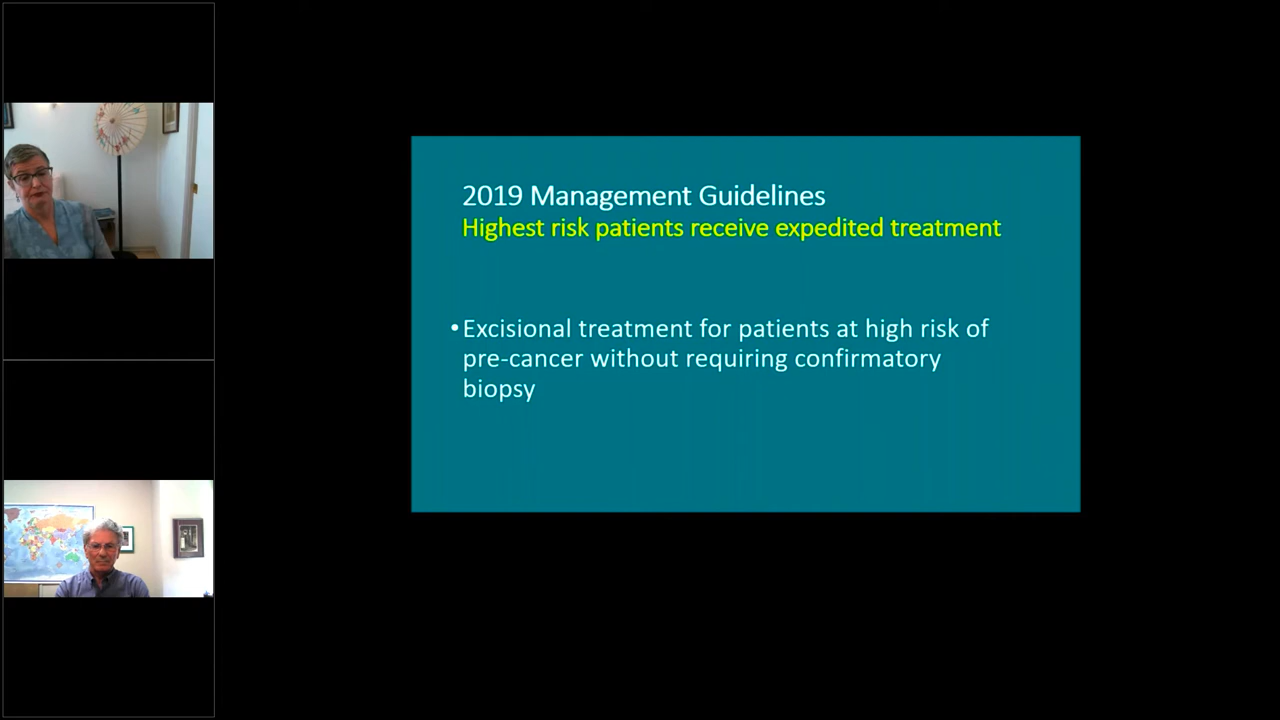 2019 Management Guidelines
Highest risk patients receive expedited treatment
•Excisional treatment for patients at high risk of
pre-cancer without requiring confirmatory
biopsy